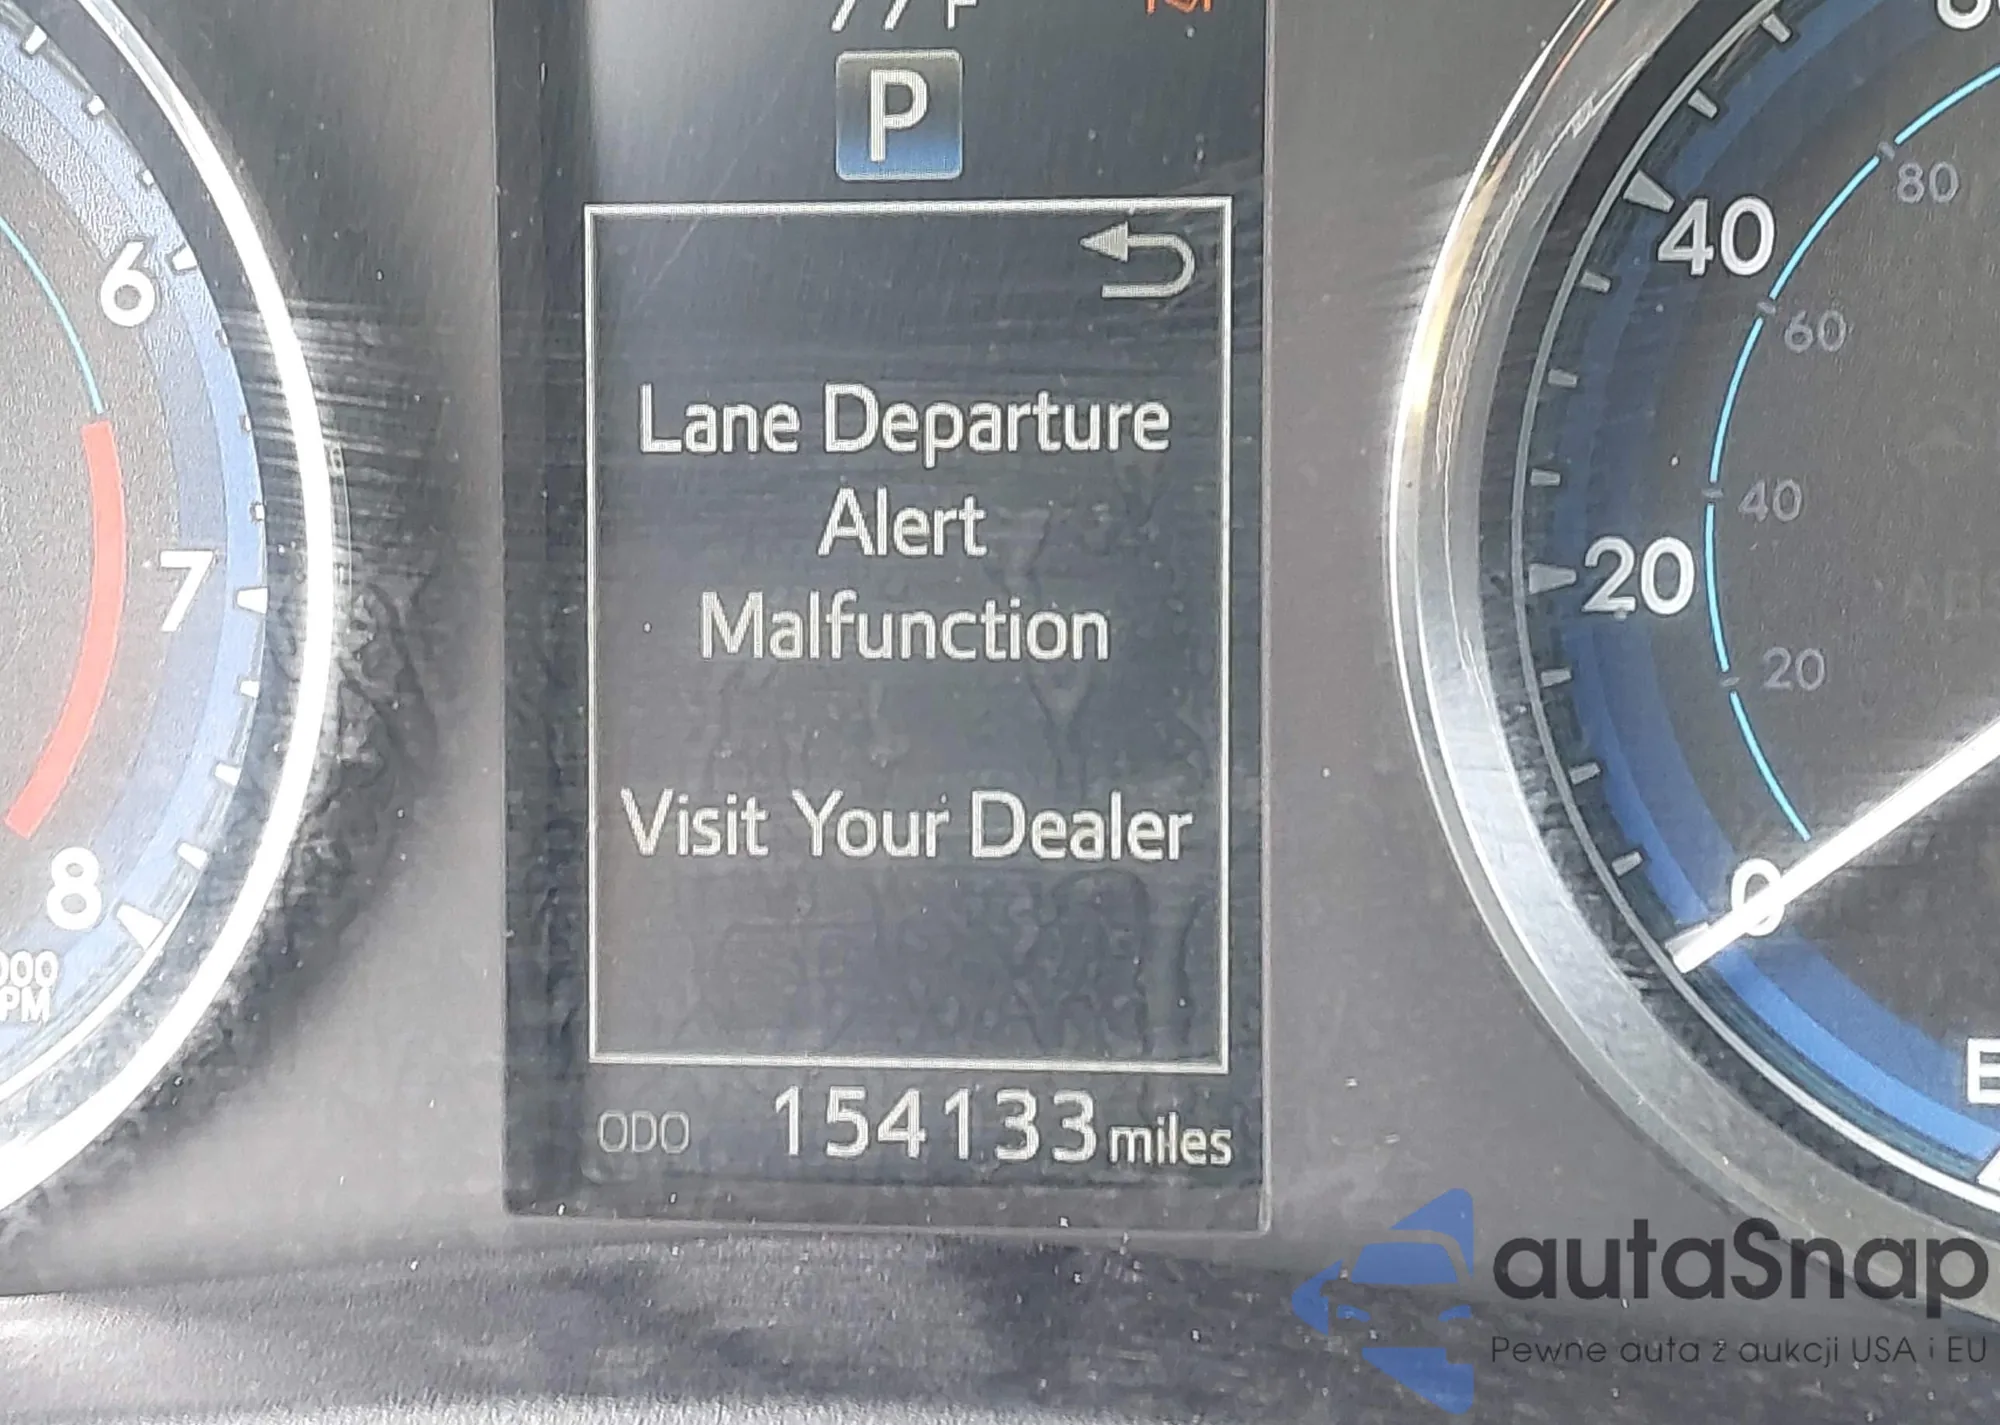 77°F
P
Lane Departure
Alert
Malfunction
Visit Your Dealer
ODO 154133 miles
6
7
8
40
20
0
80
60
40
20
E
autaSnap
Pewne auta z aukcji USA i EU